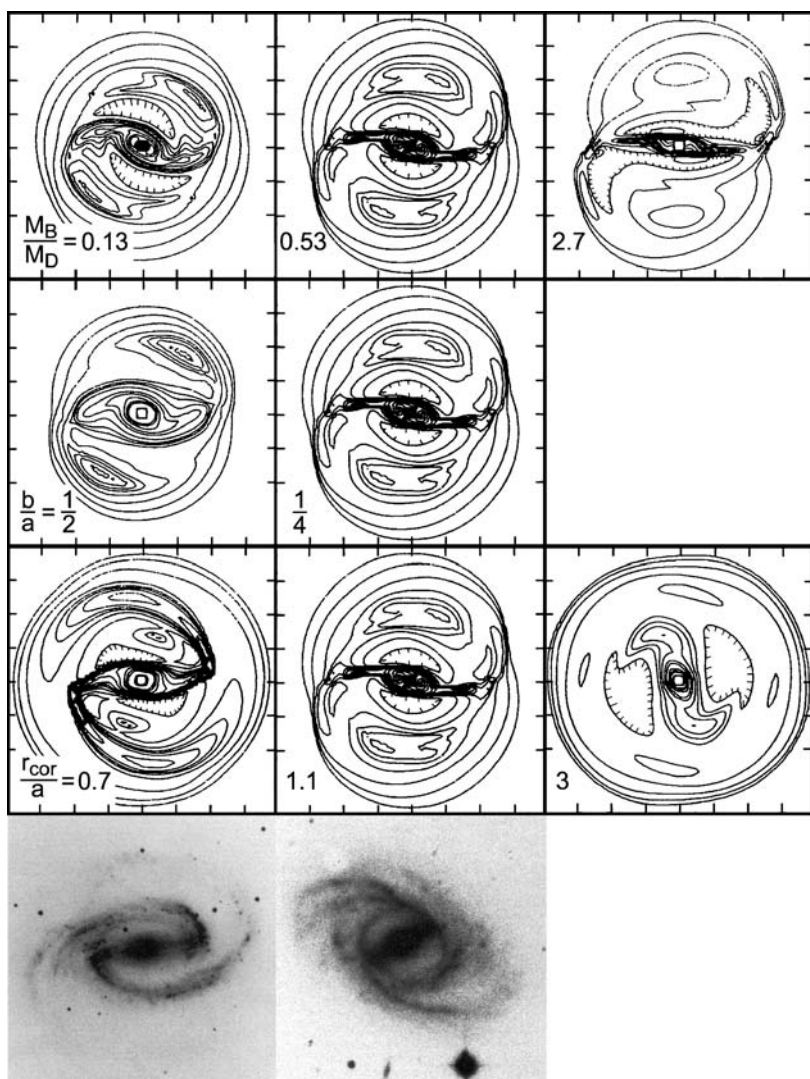 M_B/M_D = 0.13
0.53
2.7
b/a = 1/2
1/4
r_cor/a = 0.7
1.1
3